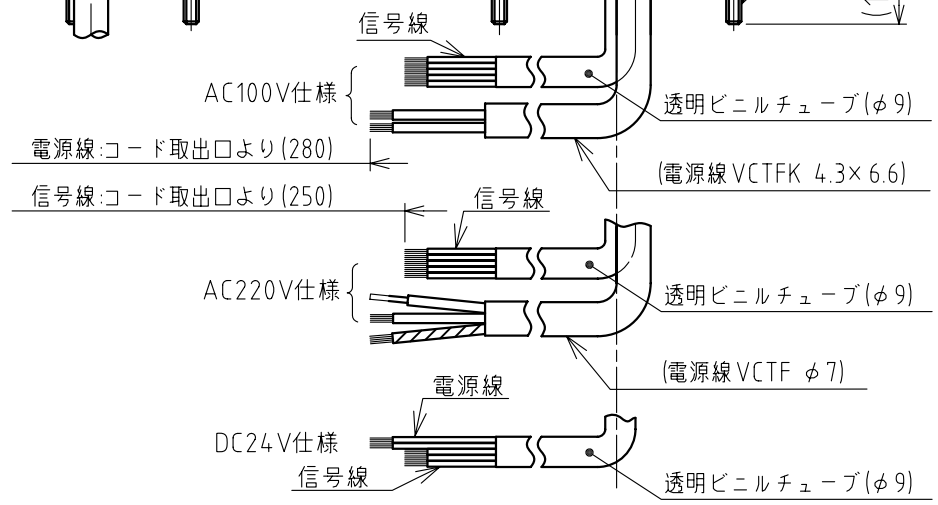 信号線
AC100V仕様
透明ビニルチューブ(φ9)
電源線:コード取出口より(280)
(電源線VCTFK 4.3×6.6)
信号線:コード取出口より(250)
信号線
AC220V仕様
透明ビニルチューブ(φ9)
(電源線VCTF φ7)
電源線
DC24V仕様
信号線
透明ビニルチューブ(φ9)